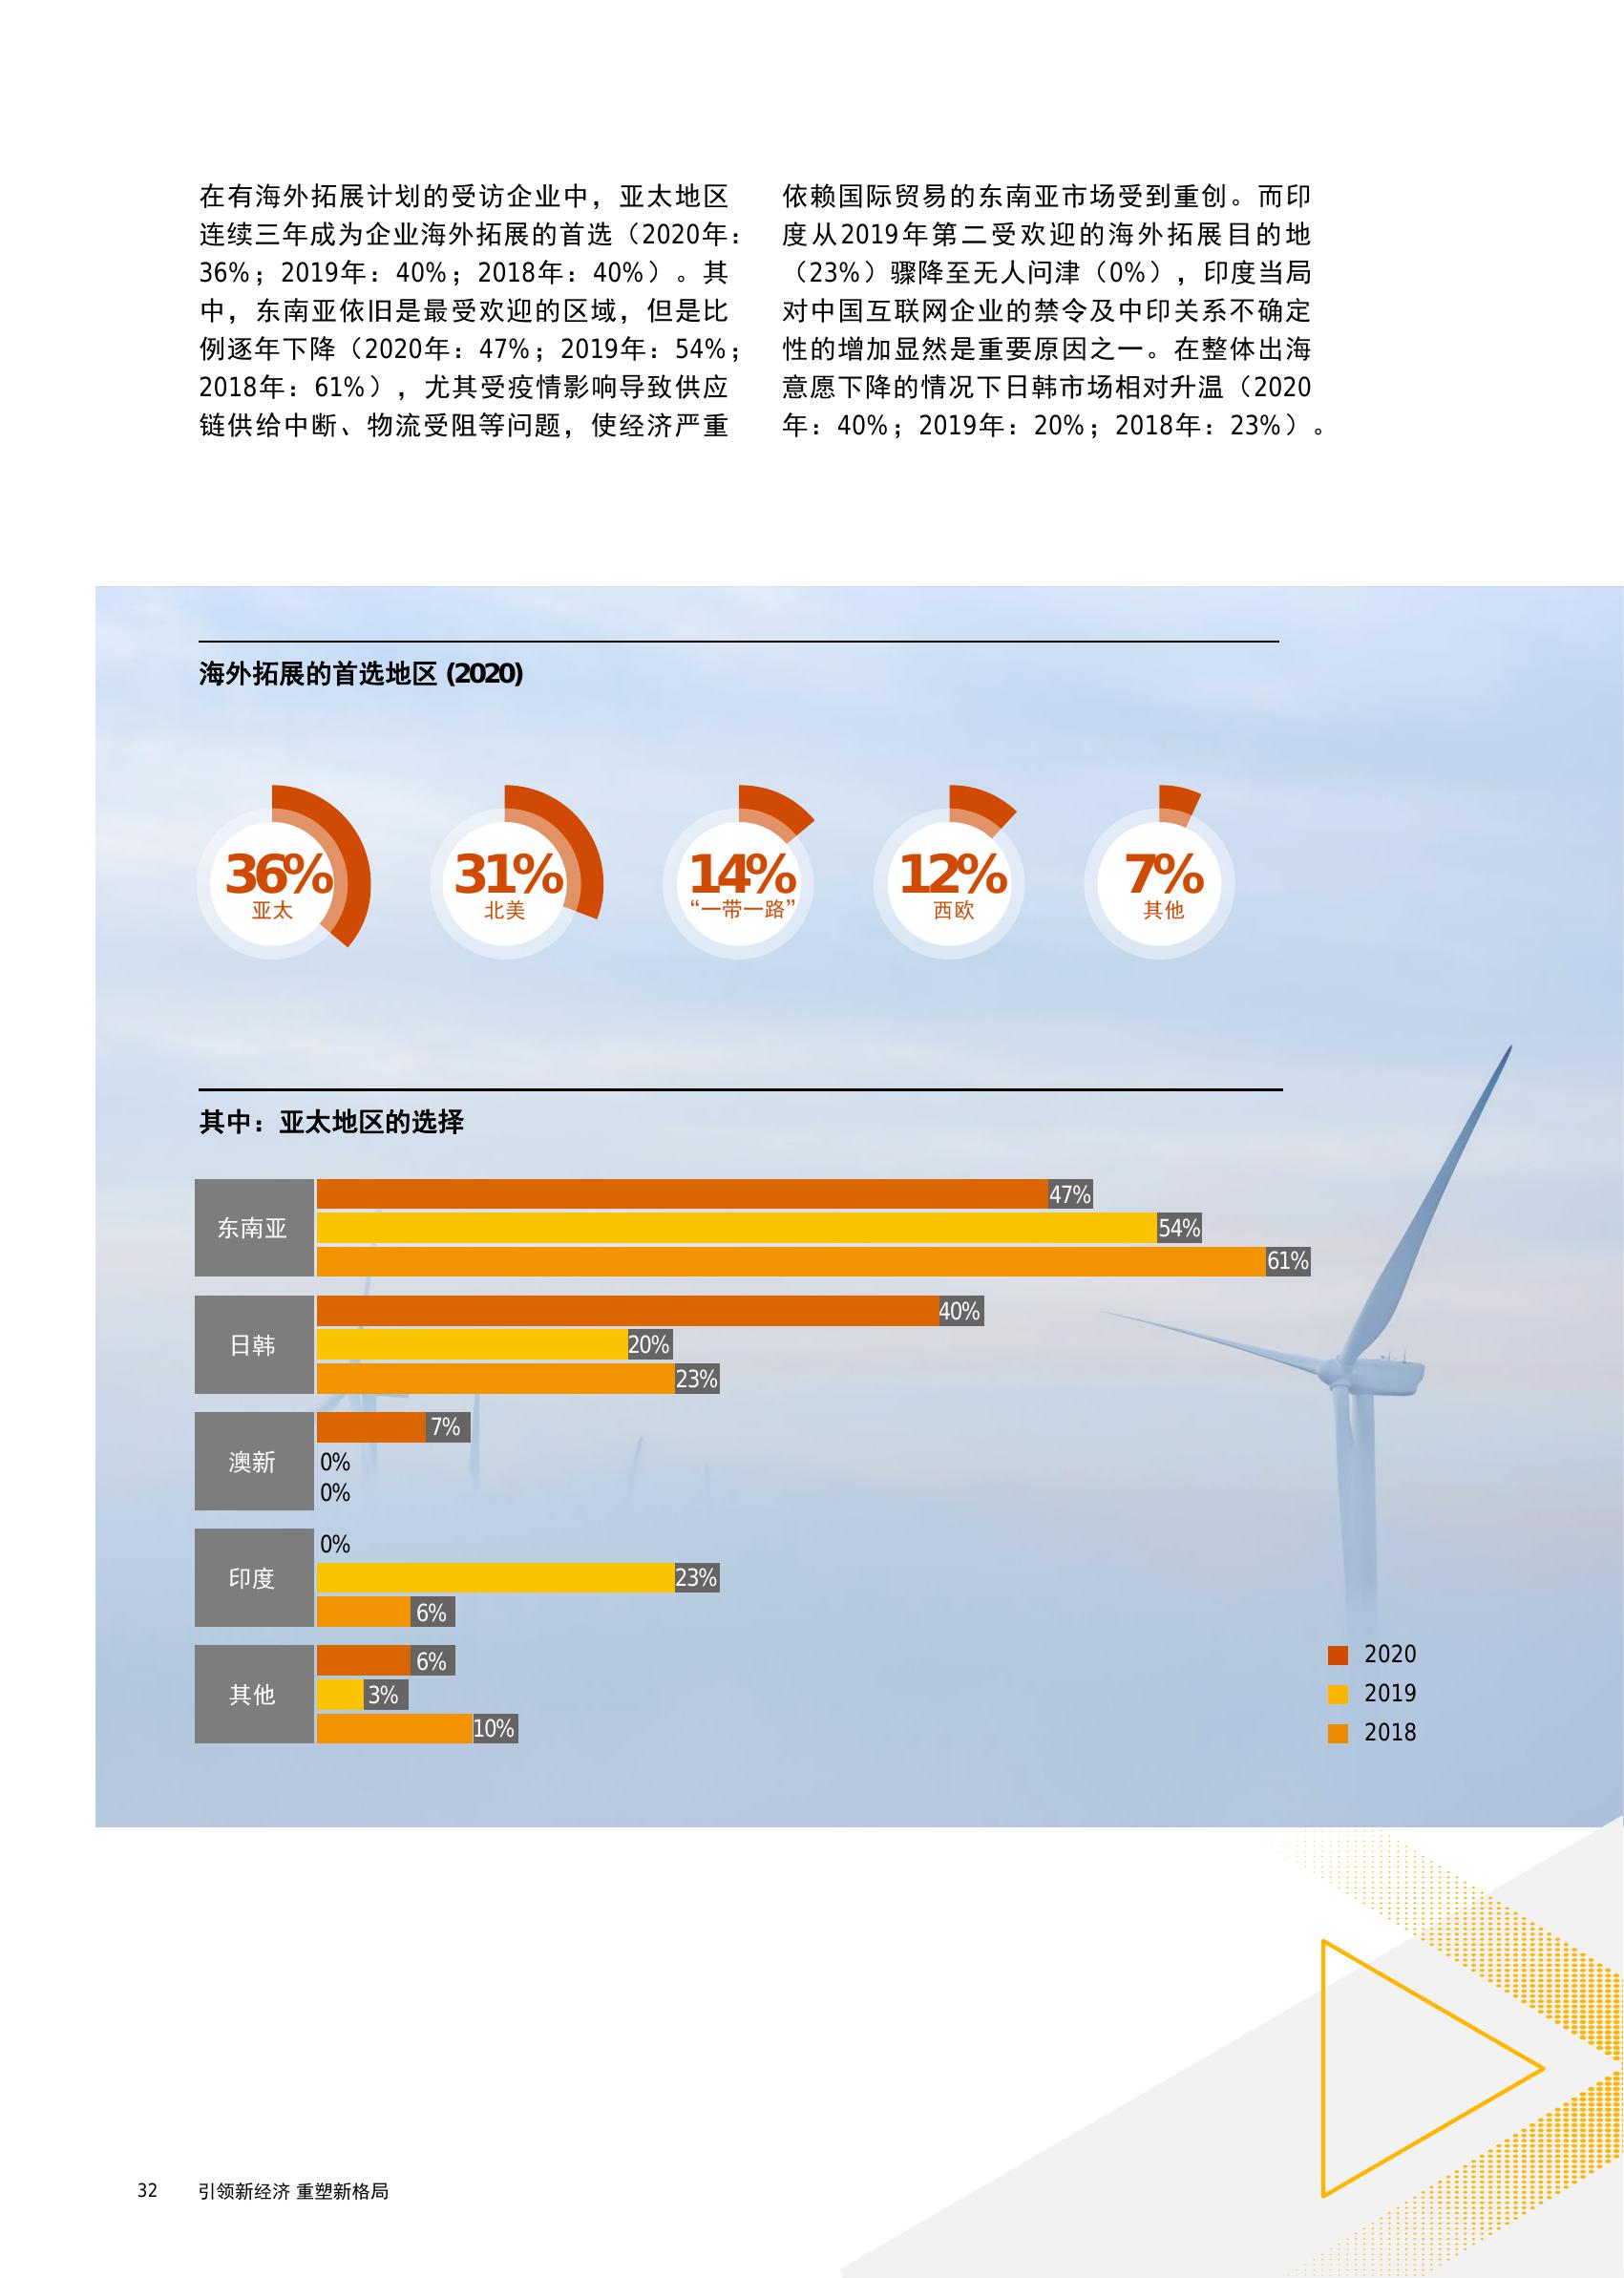 在有海外拓展计划的受访企业中，亚太地区
连续三年成为企业海外拓展的首选（2020年：
36%；2019年：40%；2018年：40%）。其
中，东南亚依旧是最受欢迎的区域，但是比
例逐年下降（2020年：47%；2019年：54%；
2018年：61%），尤其受疫情影响导致供应
链供给中断、物流受阻等问题，使经济严重
依赖国际贸易的东南亚市场受到重创。而印
度从2019年第二受欢迎的海外拓展目的地
（23%）骤降至无人问津（0%），印度当局
对中国互联网企业的禁令及中印关系不确定
性的增加显然是重要原因之一。在整体出海
意愿下降的情况下日韩市场相对升温（2020
年：40%；2019年：20%；2018年：23%）。
海外拓展的首选地区 (2020)
36%
亚太
31%
北美
14%
“一带一路”
12%
西欧
7%
其他
其中：亚太地区的选择
东南亚
47%
54%
61%
日韩
40%
20%
23%
澳新
7%
0%
0%
印度
0%
23%
6%
其他
6%
3%
10%
2020
2019
2018
32 引领新经济 重塑新格局